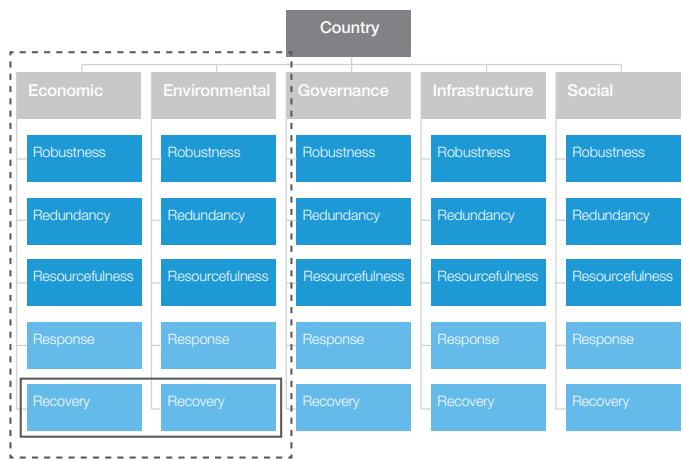 Country
Economic Environmental Governance Infrastructure Social
Robustness Robustness Robustness Robustness Robustness
Redundancy Redundancy Redundancy Redundancy Redundancy
Resourcefulness Resourcefulness Resourcefulness Resourcefulness Resourcefulness
Response Response Response Response Response
Recovery Recovery Recovery Recovery Recovery